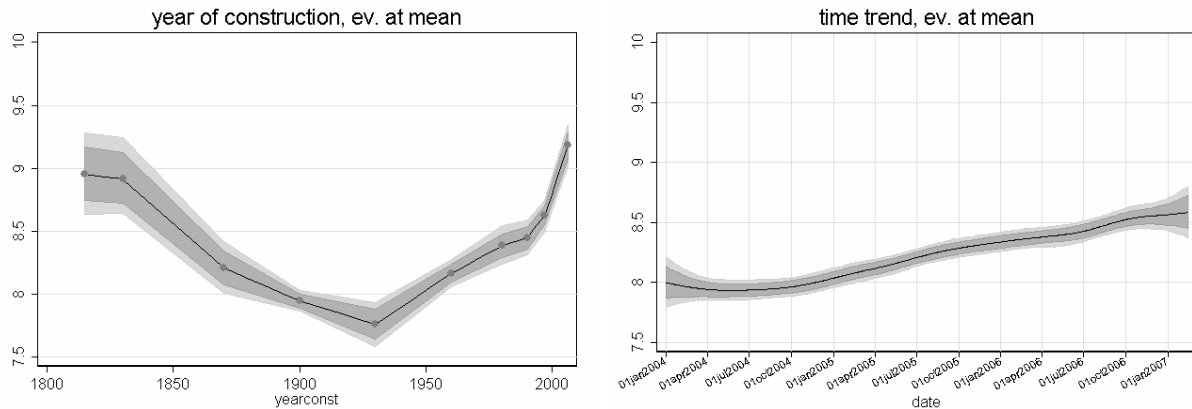 year of construction, ev. at mean
10
9.5
9
8.5
8
7.5
1800 1850 1900 1950 2000
yearconst
time trend, ev. at mean
10
9.5
9
8.5
8
7.5
01jan2004 01apr2004 01jul2004 01oct2004 01jan2005 01apr2005 01jul2005 01oct2005 01jan2006 01apr2006 01jul2006 01oct2006 01jan2007
date